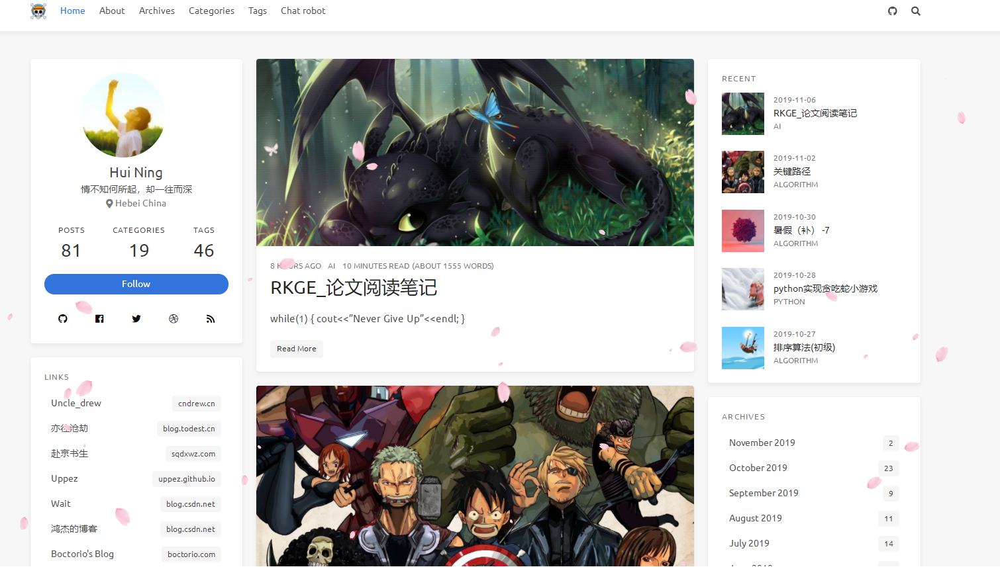 Home About Archives Categories Tags Chat robot
Hui Ning
情不知何所起，却一往而深
Hebei China
POSTS CATEGORIES TAGS
81 19 46
Follow
LINKS
Uncle_drew cndrew.cn
亦往沧劫 blog.todest.cn
赴京书生 sqdxwz.com
Uppez uppez.github.io
Wait blog.csdn.net
鸿杰的博客 blog.csdn.net
Boctorio's Blog boctorio.com
8 HOURS AGO AI 10 MINUTES READ (ABOUT 1555 WORDS)
RKGE_论文阅读笔记
while(1) { cout<<”Never Give Up”<<endl; }
Read More
RECENT
2019-11-06
RKGE_论文阅读笔记
AI
2019-11-02
关键路径
ALGORITHM
2019-10-30
暑假（补） -7
ALGORITHM
2019-10-28
python实现贪吃蛇小游戏
PYTHON
2019-10-27
排序算法(初级)
ALGORITHM
ARCHIVES
November 2019 2
October 2019 23
September 2019 9
August 2019 11
July 2019 14